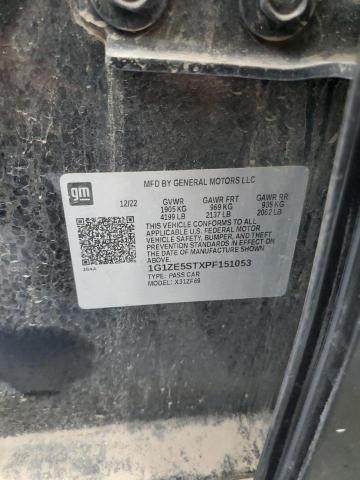 gm
MFD BY GENERAL MOTORS LLC
12/22 GVWR GAWR FRT GAWR RR
1905 KG 969 KG 935 KG
4199 LB 2137 LB 2062 LB
THIS VEHICLE CONFORMS TO ALL
APPLICABLE U.S. FEDERAL MOTOR
VEHICLE SAFETY, BUMPER, AND THEFT
PREVENTION STANDARDS IN EFFECT ON
THE DATE OF MANUFACTURE SHOWN
ABOVE.
1G1ZE5STXPF151053
TYPE: PASS CAR
MODEL: X31ZF69